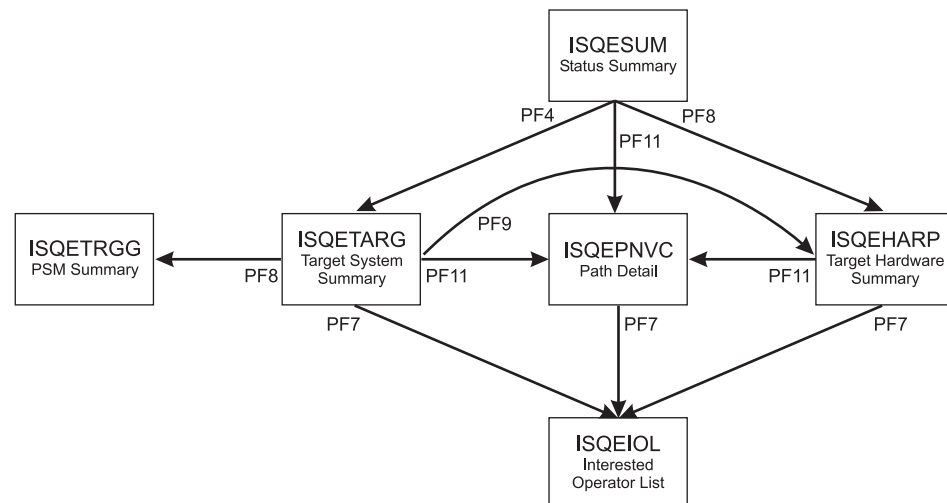 ISQESUM
Status Summary
PF4
PF8
PF11
PF9
ISQETRGG
PSM Summary
ISQETARG
Target System
Summary
ISQEPNVC
Path Detail
ISQEHARP
Target Hardware
Summary
PF8
PF11
PF11
PF7
PF7
PF7
ISQEIOL
Interested
Operator List